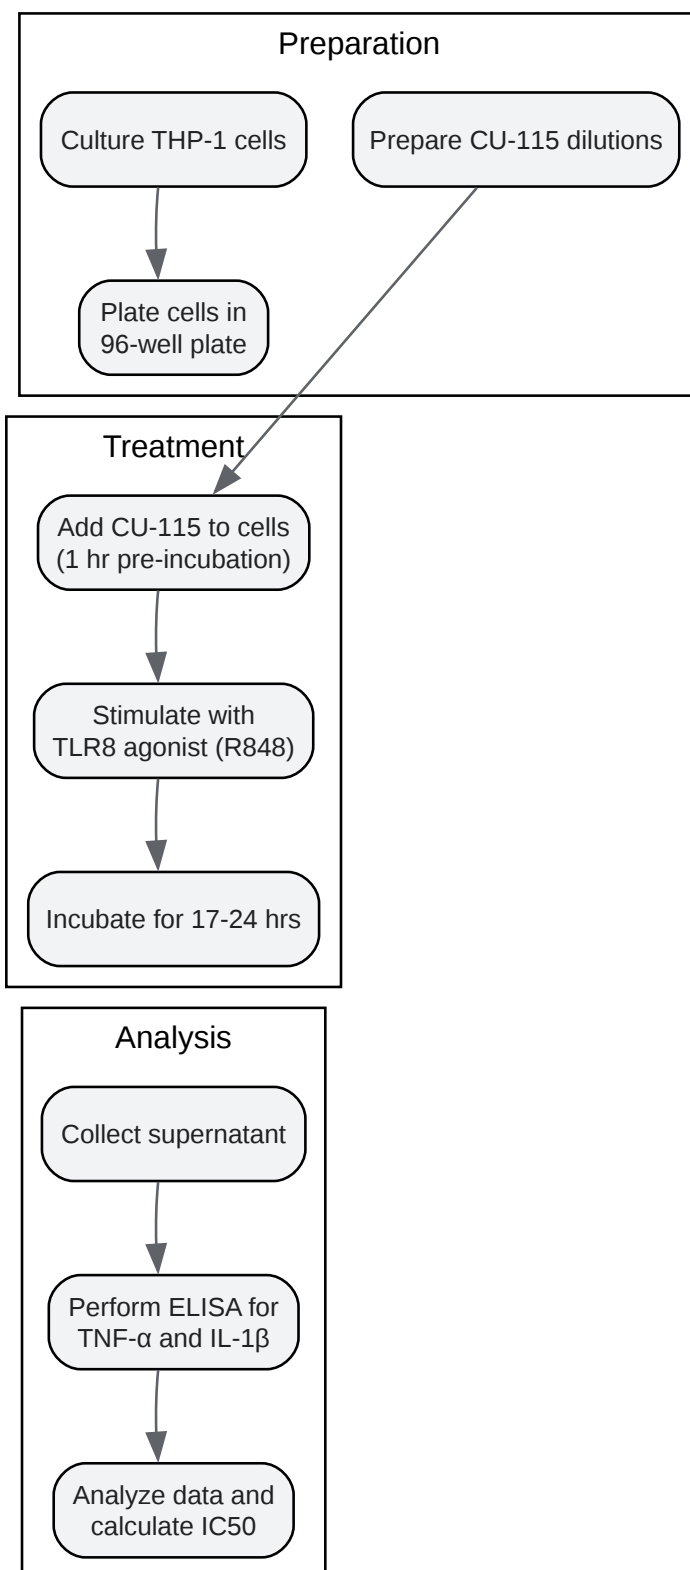 Preparation
Culture THP-1 cells
Prepare CU-115 dilutions
Plate cells in
96-well plate
Treatment
Add CU-115 to cells
(1 hr pre-incubation)
Stimulate with
TLR8 agonist (R848)
Incubate for 17-24 hrs
Analysis
Collect supernatant
Perform ELISA for
TNF-α and IL-1β
Analyze data and
calculate IC50